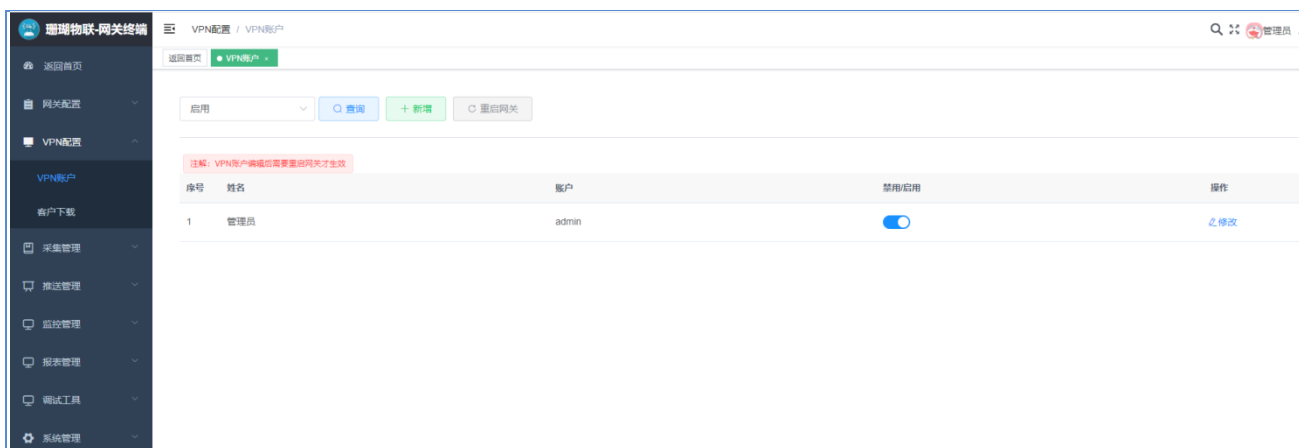 珊瑚物联-网关终端
VPN配置 / VPN账户
管理员
返回首页
VPN账户 ×
返回首页
网关配置
VPN配置
VPN账户
客户下载
采集管理
推送管理
监控管理
报表管理
调试工具
系统管理
启用
查询
+ 新增
重启网关
注解：VPN账户编辑后需要重启网关才生效
序号 姓名 账户 禁用/启用 操作
1 管理员 admin 修改